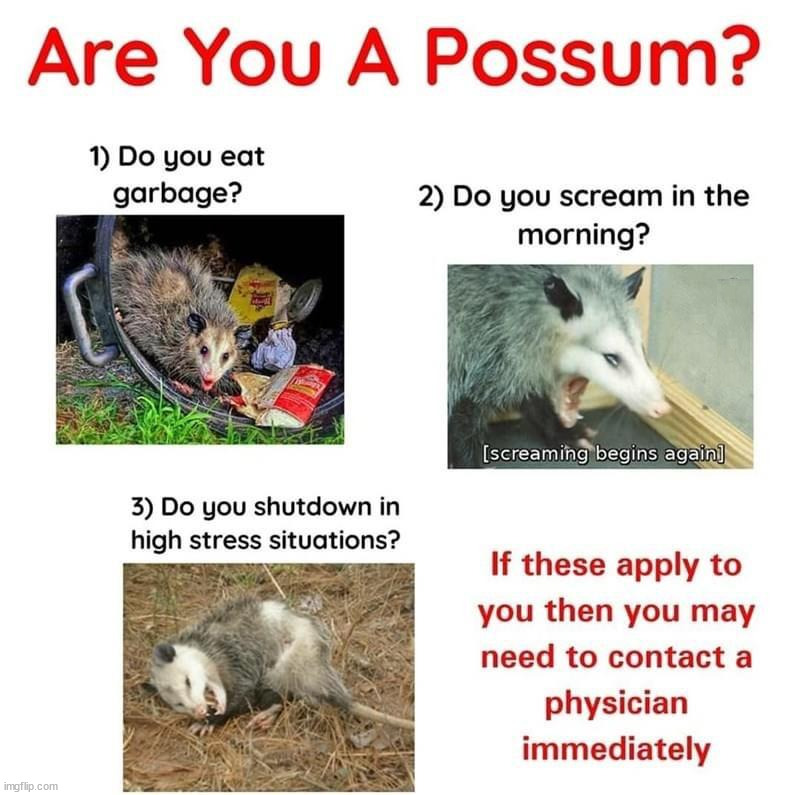 Are You A Possum?
1) Do you eat
garbage?
2) Do you scream in the
morning?
[screaming begins again]
3) Do you shutdown in
high stress situations?
If these apply to
you then you may
need to contact a
physician
immediately
imgflip.com